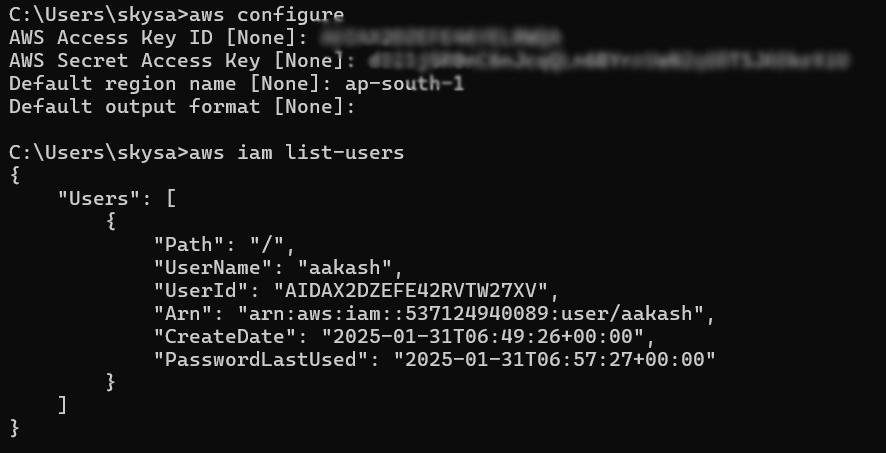 C:\Users\skysa>aws configure
AWS Access Key ID [None]:
AWS Secret Access Key [None]:
Default region name [None]: ap-south-1
Default output format [None]:
C:\Users\skysa>aws iam list-users
{
    "Users": [
        {
            "Path": "/",
            "UserName": "aakash",
            "UserId": "AIDAX2DZEFE42RVTW27XV",
            "Arn": "arn:aws:iam::537124940089:user/aakash",
            "CreateDate": "2025-01-31T06:49:26+00:00",
            "PasswordLastUsed": "2025-01-31T06:57:27+00:00"
        }
    ]
}